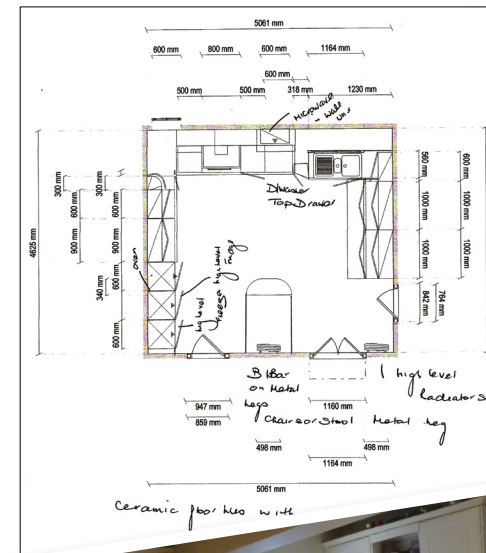 5061 mm
600 mm 800 mm 600 mm 1164 mm
600 mm
500 mm 500 mm 318 mm 1230 mm
Microwave
- wall
unit
4625 mm
300 mm
300 mm
600 mm
600 mm
900 mm
900 mm
600 mm
340 mm
600 mm
560 mm
600 mm
1000 mm
1000 mm
1000 mm
1000 mm
764 mm
842 mm
D/Washer
Top Drawer
oven
high level
fridge
high level
freezer
B/Bar
on Metal
Legs
high level
Radiators
Chairs or Stool Metal Leg
947 mm 1160 mm
859 mm
498 mm 498 mm
1164 mm
5061 mm
Ceramic floor tiles with